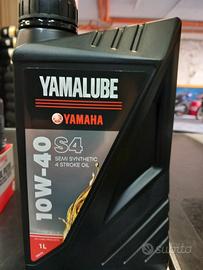 YAMALUBE
YAMAHA
10W-40
S4
SEMI SYNTHETIC
4 STROKE OIL
1L
Subito